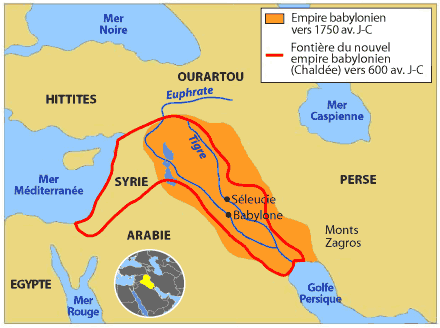 Mer
Noire
Empire babylonien
vers 1750 av. J-C
Fontière du nouvel
empire babylonien
(Chaldée) vers 600 av. J-C
OURARTOU
Euphrate
HITTITES
Mer
Caspienne
Tigre
Mer
Méditerranée
SYRIE
PERSE
Séleucie
Babylone
ARABIE
Monts
Zagros
EGYPTE
Mer
Rouge
Golfe
Persique